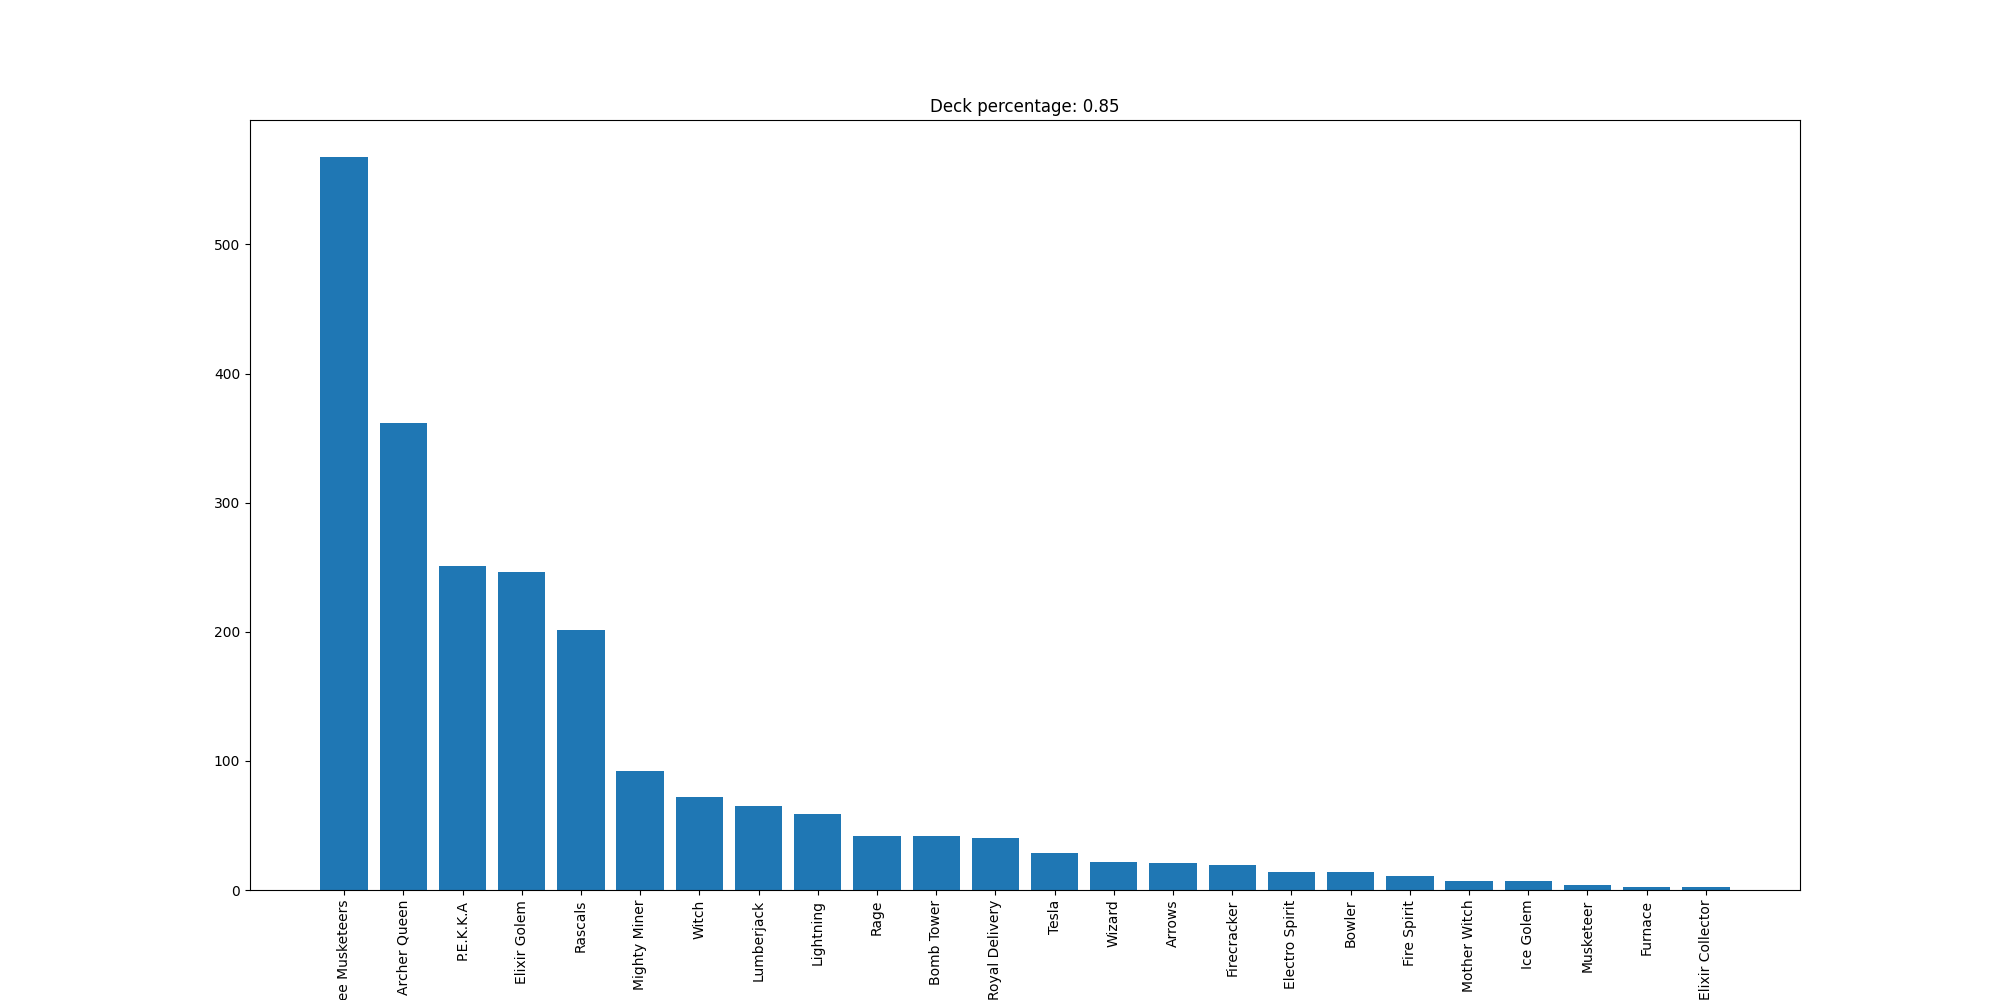 Deck percentage: 0.85
500
400
300
200
100
0
ee Musketeers
Archer Queen
P.E.K.K.A
Elixir Golem
Rascals
Mighty Miner
Witch
Lumberjack
Lightning
Rage
Bomb Tower
Royal Delivery
Tesla
Wizard
Arrows
Firecracker
Electro Spirit
Bowler
Fire Spirit
Mother Witch
Ice Golem
Musketeer
Furnace
Elixir Collector